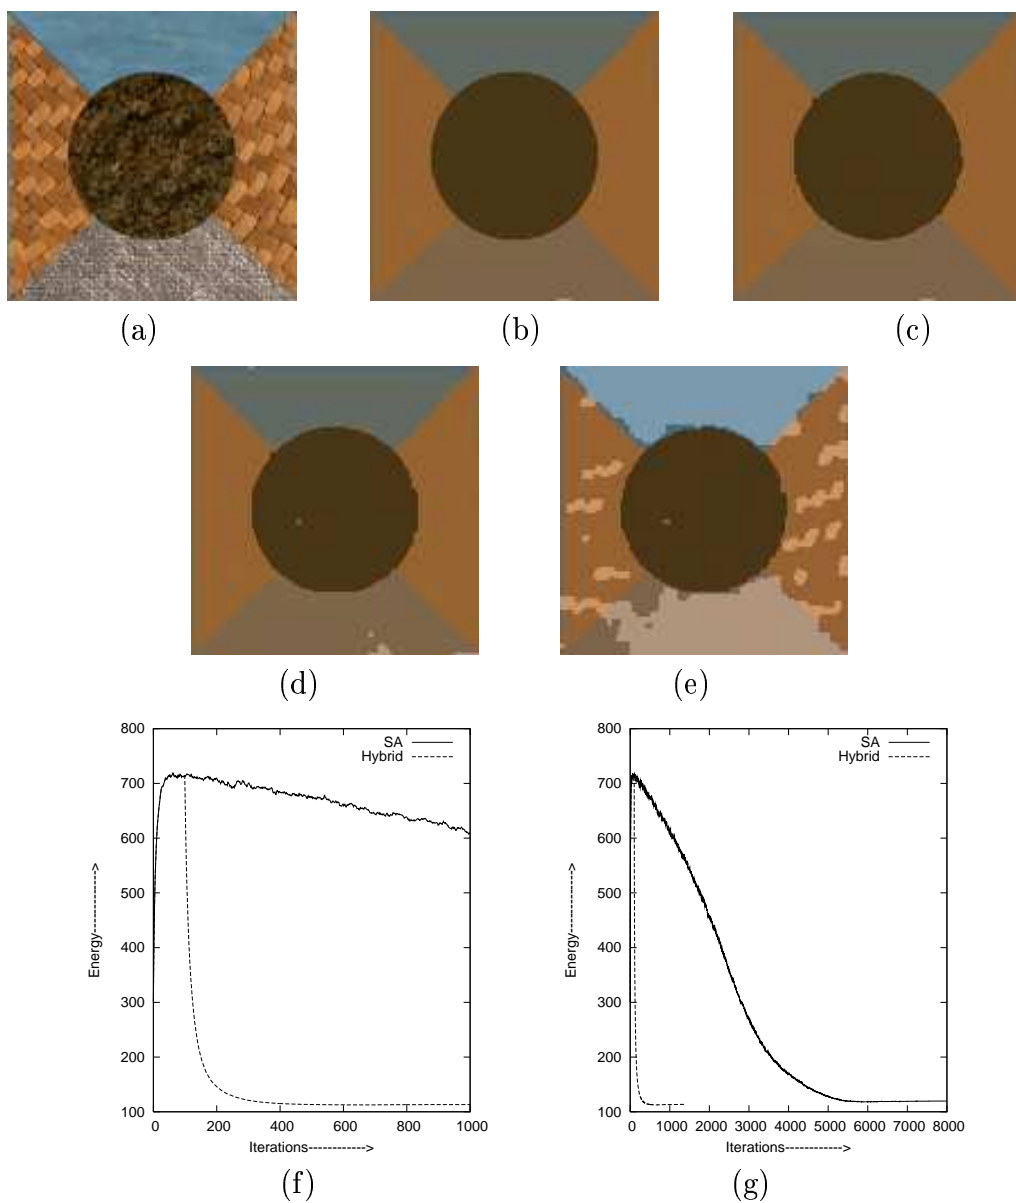 (a)
(b)
(c)
(d)
(e)
800
700
600
500
400
300
200
100
0
200
400
600
800
1000
Energy----------->
Iterations------------>
SA
Hybrid
(f)
800
700
600
500
400
300
200
100
0
1000
2000
3000
4000
5000
6000
7000
8000
Energy----------->
Iterations------------>
SA
Hybrid
(g)